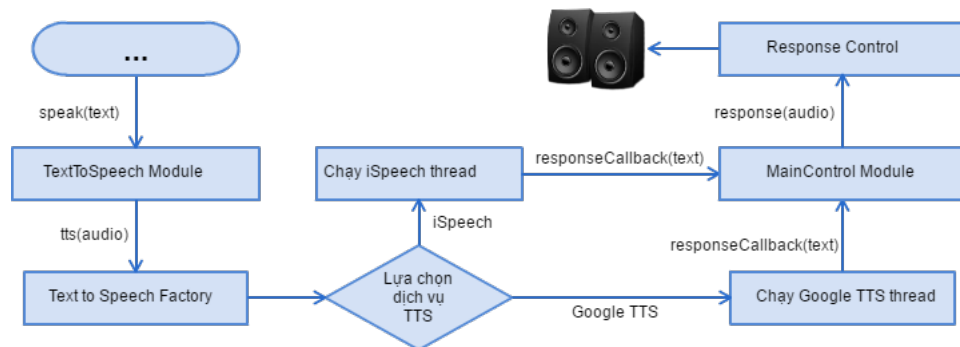 ...
speak(text)
TexttToSpeech Module
tts(audio)
Text to Speech Factory
Lựa chọn
dịch vụ
TTS
iSpeech
Chạy iSpeech thread
responseCallback(text)
Google TTS
Chạy Google TTS thread
responseCallback(text)
MainControl Module
response(audio)
Response Control